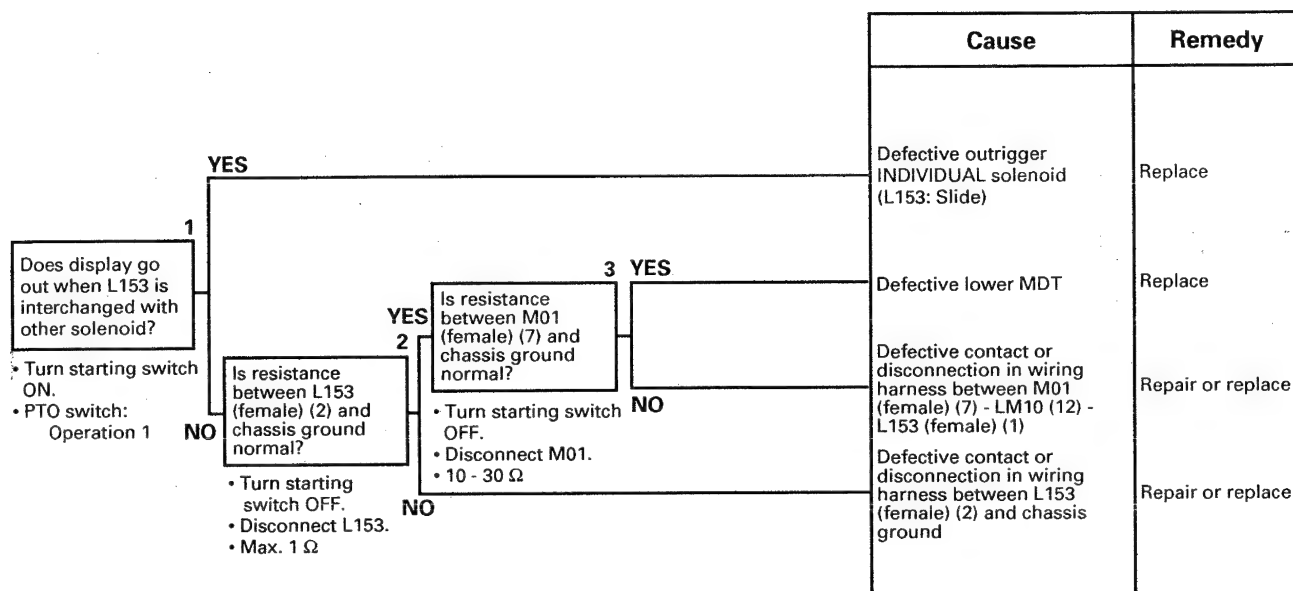 Cause
Remedy
YES
Defective outrigger
INDIVIDUAL solenoid
(L153: Slide)
Replace
1
Does display go
out when L153 is
interchanged with
other solenoid?
• Turn starting switch
ON.
• PTO switch:
Operation 1
NO
2
Is resistance
between L153
(female) (2) and
chassis ground
normal?
• Turn starting
switch OFF.
• Disconnect L153.
• Max. 1 Ω
YES
NO
3
Is resistance
between M01
(female) (7) and
chassis ground
normal?
• Turn starting switch
OFF.
• Disconnect M01.
• 10 - 30 Ω
YES
NO
Defective lower MDT
Replace
Defective contact or
disconnection in wiring
harness between M01
(female) (7) - LM10 (12) -
L153 (female) (1)
Repair or replace
Defective contact or
disconnection in wiring
harness between L153
(female) (2) and chassis
ground
Repair or replace